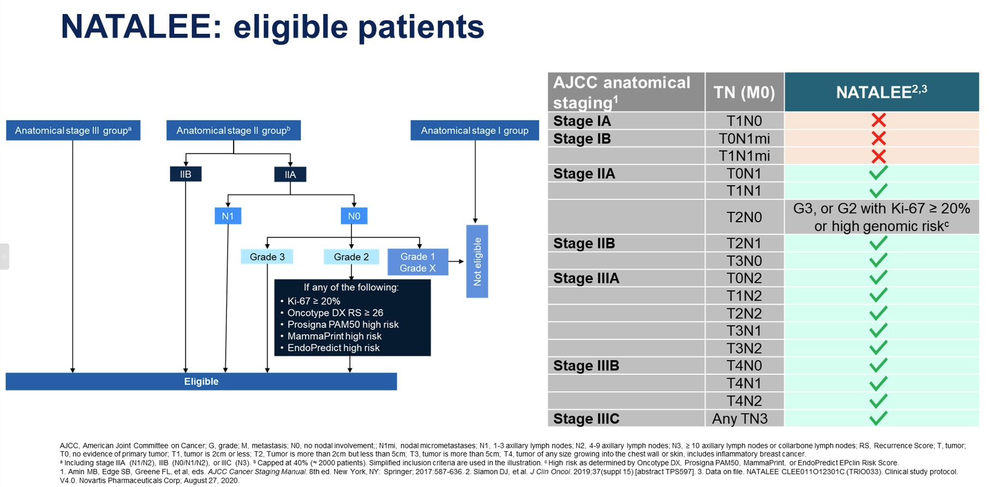 NATALEE: eligible patients
Anatomical stage III groupᵃ
Anatomical stage II groupᵇ
Anatomical stage I group
IIB
IIA
N1
N0
Grade 3
Grade 2
Grade 1
Grade X
Not eligible
If any of the following:
• Ki-67 ≥ 20%
• Oncotype DX RS ≥ 26
• Prosigna PAM50 high risk
• MammaPrint high risk
• EndoPredict high risk
Eligible
AJCC anatomical
staging¹
TN (M0)
NATALEE²,³
Stage IA T1N0 ✕
Stage IB T0N1mi ✕
T1N1mi ✕
Stage IIA T0N1 ✓
T1N1 ✓
T2N0 G3, or G2 with Ki-67 ≥ 20%
or high genomic riskᶜ
Stage IIB T2N1 ✓
T3N0 ✓
Stage IIIA T0N2 ✓
T1N2 ✓
T2N2 ✓
T3N1 ✓
T3N2 ✓
Stage IIIB T4N0 ✓
T4N1 ✓
T4N2 ✓
Stage IIIC Any TN3 ✓
AJCC, American Joint Committee on Cancer; G, grade; M, metastasis; N0, no nodal involvement;; N1mi, nodal micrometastases; N1, 1-3 axillary lymph nodes; N2, 4-9 axillary lymph nodes; N3, ≥ 10 axillary lymph nodes or collarbone lymph nodes; RS, Recurrence Score; T, tumor;
T0, no evidence of primary tumor; T1, tumor is 2cm or less; T2, Tumor is more than 2cm but less than 5cm; T3, tumor is more than 5cm; T4, tumor of any size growing into the chest wall or skin, includes inflammatory breast cancer.
ᵃ Including stage IIIA (N1/N2), IIIB (N0/N1/N2), or IIIC (N3). ᵇ Capped at 40% (≈ 2000 patients). Simplified inclusion criteria are used in the illustration. ᶜ High risk as determined by Oncotype DX, Prosigna PAM50, MammaPrint, or EndoPredict EPclin Risk Score.
1. Amin MB, Edge SB, Greene FL, et al, eds. AJCC Cancer Staging Manual. 8th ed. New York, NY: Springer; 2017:587-636. 2. Slamon DJ, et al. J Clin Oncol. 2019;37(suppl 15) [abstract TPS597]. 3. Data on file. NATALEE CLEE011O12301C (TRIO033). Clinical study protocol.
V4.0. Novartis Pharmaceuticals Corp; August 27, 2020.